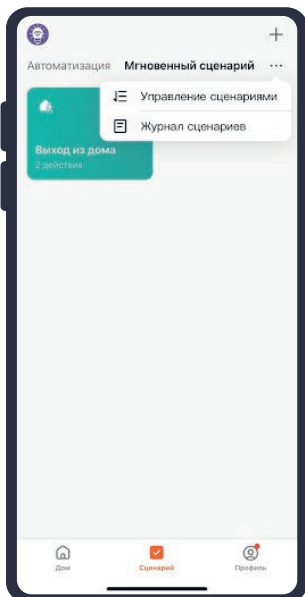 Автоматизация Мгновенный сценарий ...
Управление сценариями
Журнал сценариев
Выход из дома
2 действия
Дом Сценарий Профиль